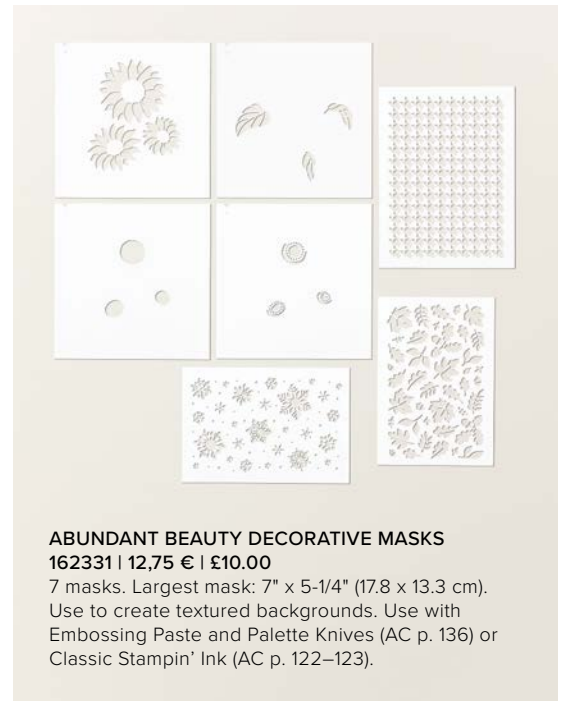 ABUNDANT BEAUTY DECORATIVE MASKS
162331 | 12,75 € | £10.00
7 masks. Largest mask: 7" x 5-1/4" (17.8 x 13.3 cm).
Use to create textured backgrounds. Use with
Embossing Paste and Palette Knives (AC p. 136) or
Classic Stampin’ Ink (AC p. 122–123).